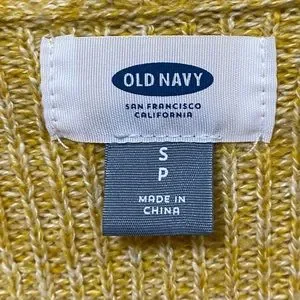 OLD NAVY
SAN FRANCISCO
CALIFORNIA
S
P
MADE IN
CHINA